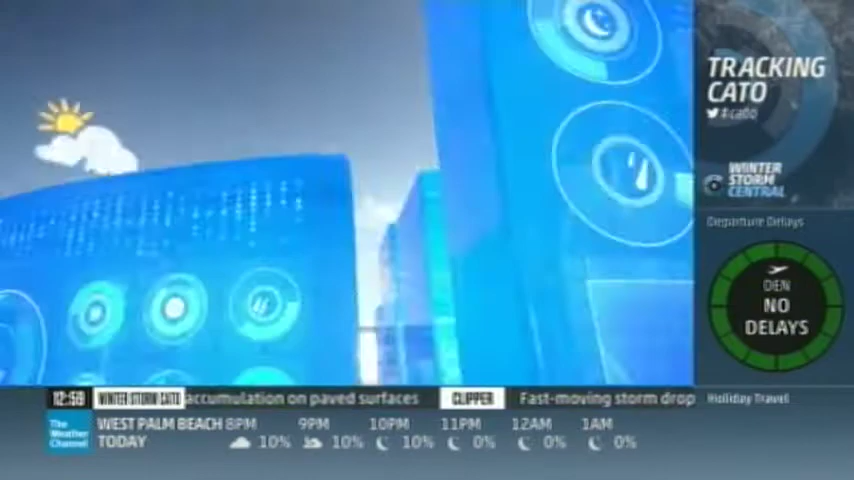 TRACKING
CATO
#cato
WINTER
STORM
CENTRAL
Departure Delays
DEN
NO
DELAYS
12:50 WINTER STORM CATO accumulation on paved surfaces CLIPPER Fast-moving storm drop
Holiday Travel
The
Weather
Channel
WEST PALM BEACH 8PM 9PM 10PM 11PM 12AM 1AM
TODAY 10% 10% 10% 0% 0% 0%